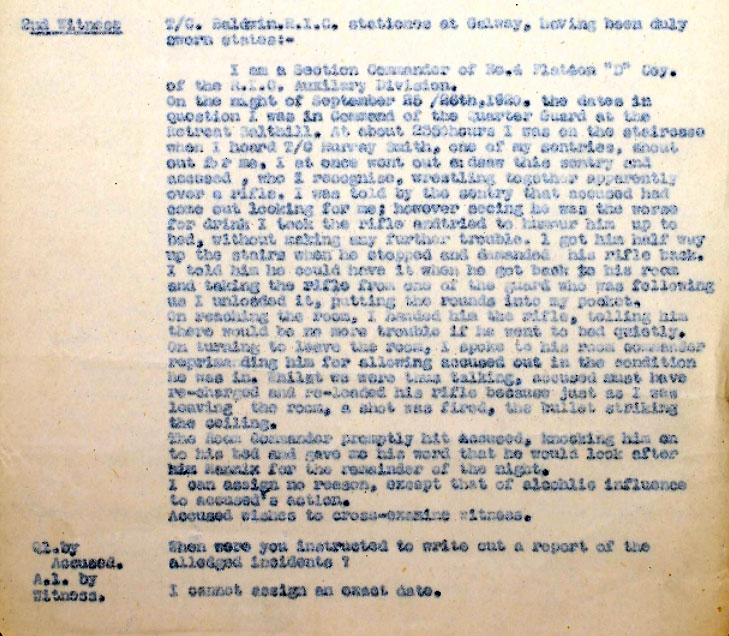 2nd Witness T/C. Baldwin.R.I.C. stationed at Galway, having been duly
sworn states:-
I am a Section Commander of No.4 Platoon "D" Coy.
of the R.I.C. Auxilary Division.
On the night of September 25 /26th,1920. the dates in
question I was in Command of the Quarter Guard at the
Retreat Salthill. At about 2350hours I was on the staircase
when I heard T/C Murray Smith, one of my sentries, shout
out for me. I at once went out andsaw this sentry and
accused , who I recognise, wrestling together apparently
over a rifle. I was told by the sentry that accused had
come out looking for me; however seeing he was the worse
for drink I took the rifle andtried to humour him up to
bed, without making any further trouble. I got him half way
up the stairs when he stopped and demanded his rifle back.
I told him he could have it when he got back to his room
and taking the rifle from one of the guard who was following
us I unloaded it, putting the rounds into my pocket.
On reaching the room, I handed him the rifle, telling him
there would be no more trouble if he went to bed quietly.
On turning to leave the room, I spoke to his room commander
reprimanding him for allowing accused out in the condition
he was in. Whilst we were thus talking, accused must have
re-charged and re-loaded his rifle because just as I was
leaving the room, a shot was fired, the bullet striking
the ceiling.
The Room Commander promptly hit Accused, knocking him on
to his bed and gave me his word that he would look after
him Mannix for the remainder of the night.
I can assign no reason, except that of alcohlic influence
to accused's action.
Accused wishes to cross-examine witness.
Q1.by When were you instructed to write out a report of the
Accused. alledged incidents ?
A.1. by
Witness. I cannot assign an exact date.